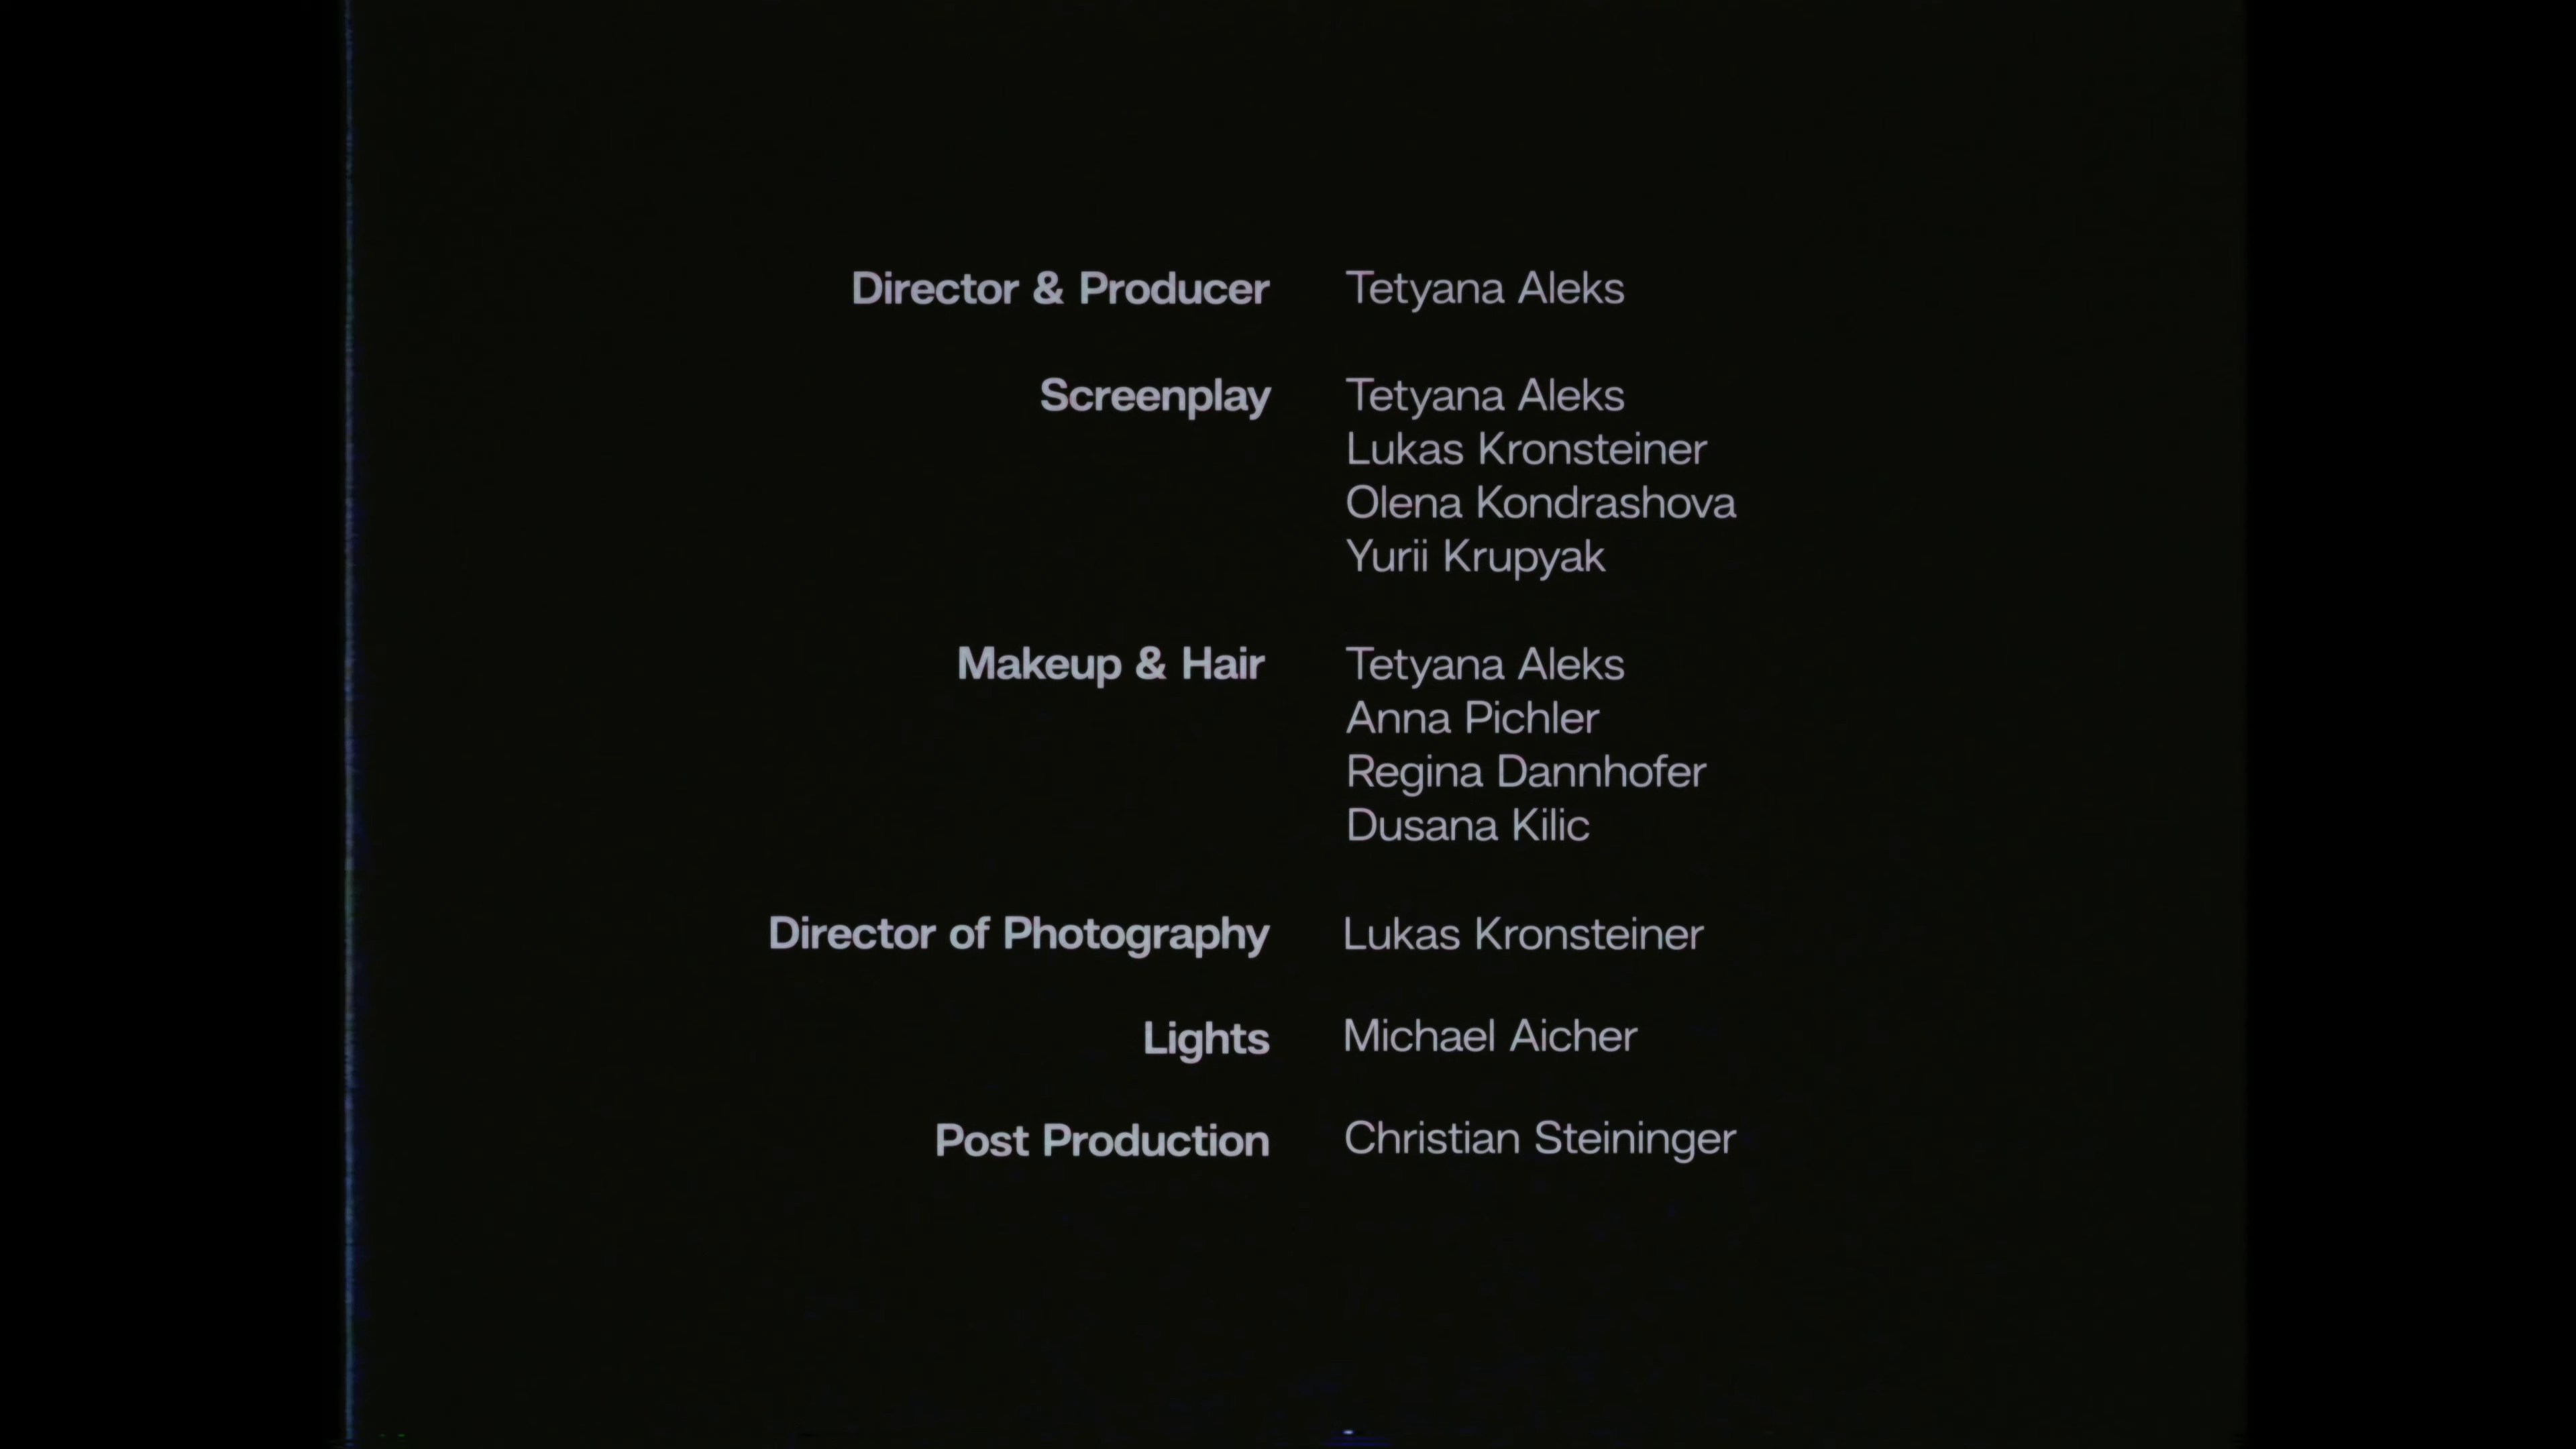 Director & Producer Tetyana Aleks
Screenplay Tetyana Aleks
Lukas Kronsteiner
Olena Kondrashova
Yurii Krupyak
Makeup & Hair Tetyana Aleks
Anna Pichler
Regina Dannhofer
Dusana Kilic
Director of Photography Lukas Kronsteiner
Lights Michael Aicher
Post Production Christian Steininger